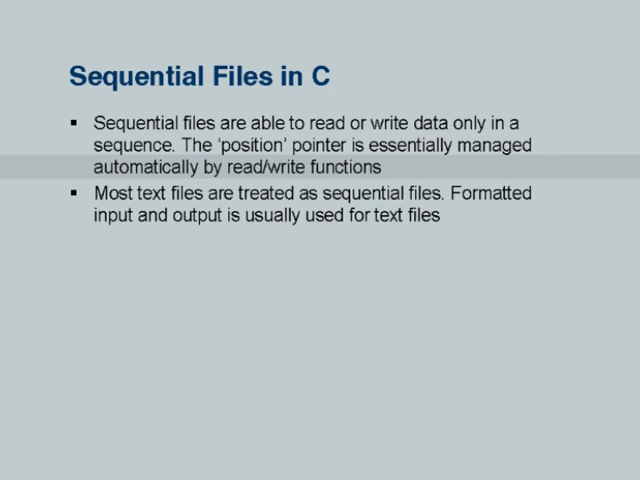 Sequential Files in C
▪ Sequential files are able to read or write data only in a
sequence. The ‘position’ pointer is essentially managed
automatically by read/write functions
▪ Most text files are treated as sequential files. Formatted
input and output is usually used for text files